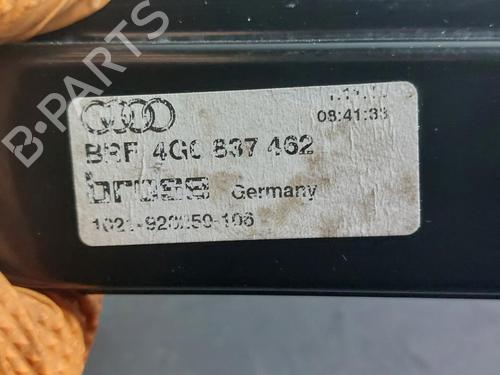 08:41:33
BRF 4G0 837 462
brose Germany
B-PARTS